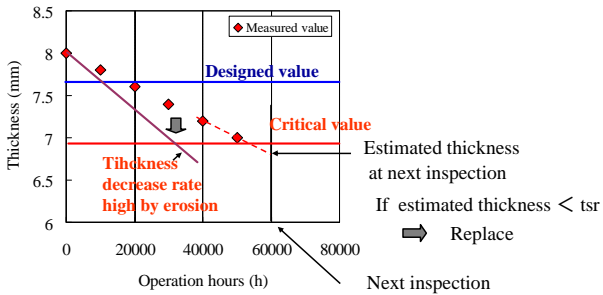 8.5
8
7.5
7
6.5
6
Thickness (mm)
Measured value
Designed value
Critical value
Tihckness
decrease rate
high by erosion
Estimated thickness
at next inspection
If estimated thickness < tsr
Replace
0 20000 40000 60000 80000
Operation hours (h)
Next inspection